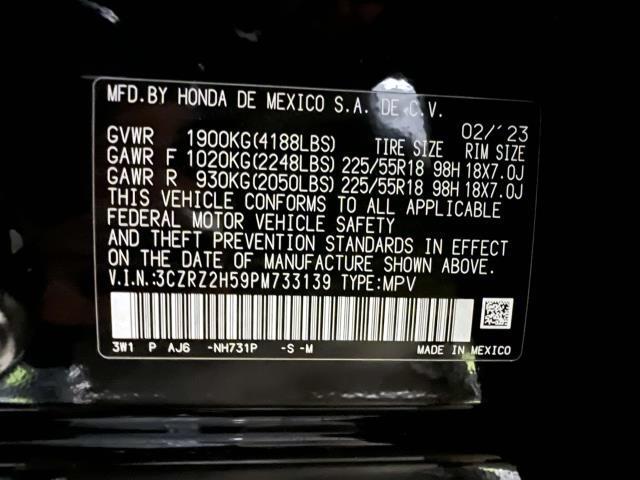 MFD.BY HONDA DE MEXICO S.A. DE C.V.
02/'23
GVWR 1900KG(4188LBS) TIRE SIZE RIM SIZE
GAWR F 1020KG(2248LBS) 225/55R18 98H 18X7.0J
GAWR R 930KG(2050LBS) 225/55R18 98H 18X7.0J
THIS VEHICLE CONFORMS TO ALL APPLICABLE
FEDERAL MOTOR VEHICLE SAFETY
AND THEFT PREVENTION STANDARDS IN EFFECT
ON THE DATE OF MANUFACTURE SHOWN ABOVE.
V.I.N.:3CZRZ2H59PM733139 TYPE:MPV
3W1 P AJ6 -NH731P -S -M MADE IN MEXICO